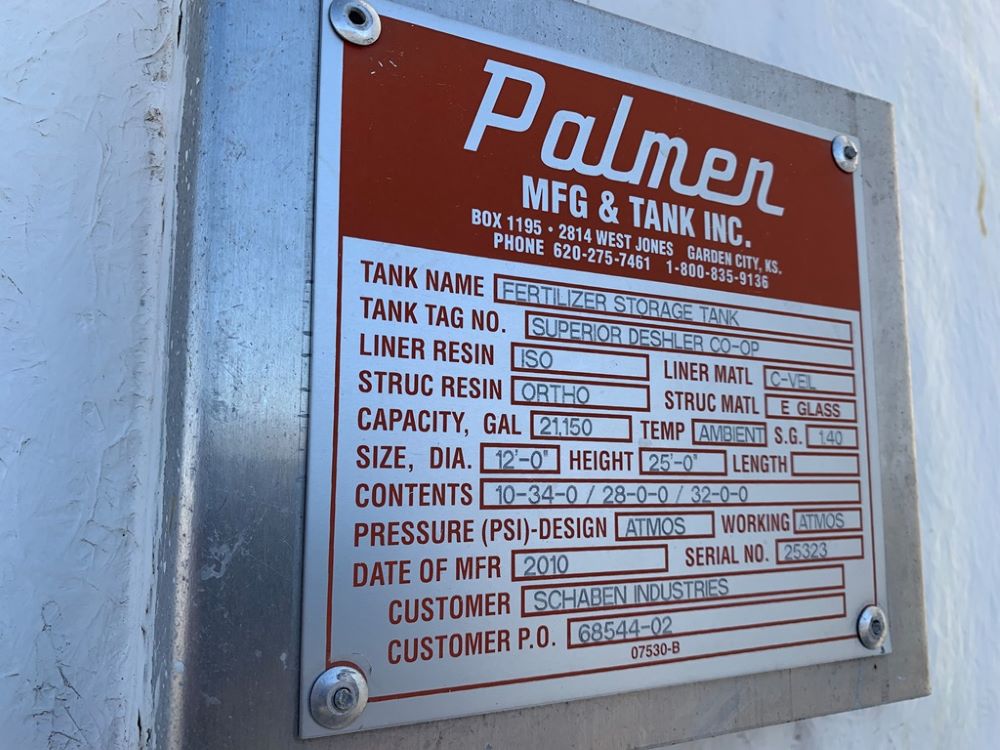 Palmer
MFG & TANK INC.
BOX 1195 • 2814 WEST JONES GARDEN CITY, KS.
PHONE 620-275-7461 1-800-835-9136
TANK NAME FERTILIZER STORAGE TANK
TANK TAG NO. SUPERIOR DESHLER CO-OP
LINER RESIN ISO LINER MATL C-VEIL
STRUC RESIN ORTHO STRUC MATL E GLASS
CAPACITY, GAL 21,150 TEMP AMBIENT S.G. 1.40
SIZE, DIA. 12'-0" HEIGHT 25'-0" LENGTH
CONTENTS 10-34-0 / 28-0-0 / 32-0-0
PRESSURE (PSI)-DESIGN ATMOS WORKING ATMOS
DATE OF MFR 2010 SERIAL NO. 25323
CUSTOMER SCHABEN INDUSTRIES
CUSTOMER P.O. 68544-02
07530-B